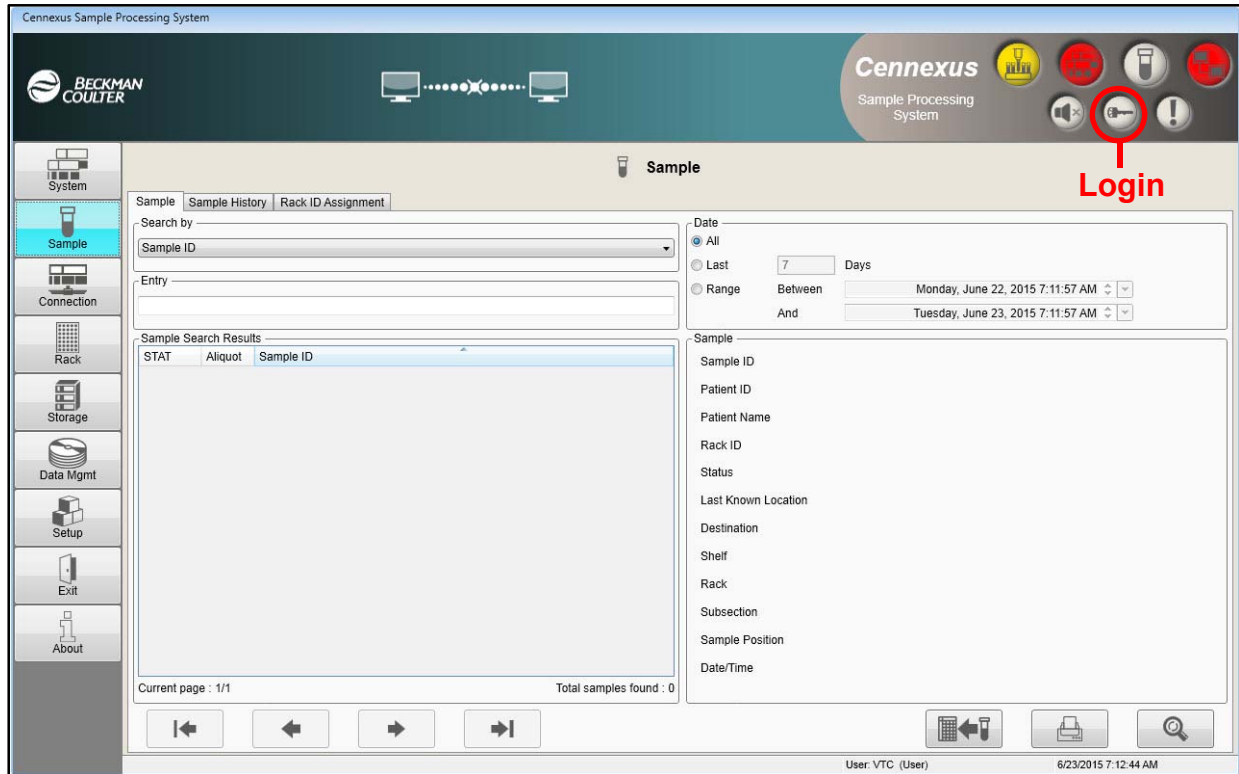 Cennexus Sample Processing System
BECKMAN
COULTER
Cennexus
Sample Processing
System
Login
System
Sample
Connection
Rack
Storage
Data Mgmt
Setup
Exit
About
Sample
Sample Sample History Rack ID Assignment
Search by
Sample ID
Entry
Date
All
Last 7 Days
Range Between Monday, June 22, 2015 7:11:57 AM
And Tuesday, June 23, 2015 7:11:57 AM
Sample Search Results
STAT Aliquot Sample ID
Current page : 1/1 Total samples found : 0
Sample
Sample ID
Patient ID
Patient Name
Rack ID
Status
Last Known Location
Destination
Shelf
Rack
Subsection
Sample Position
Date/Time
User: VTC (User) 6/23/2015 7:12:44 AM